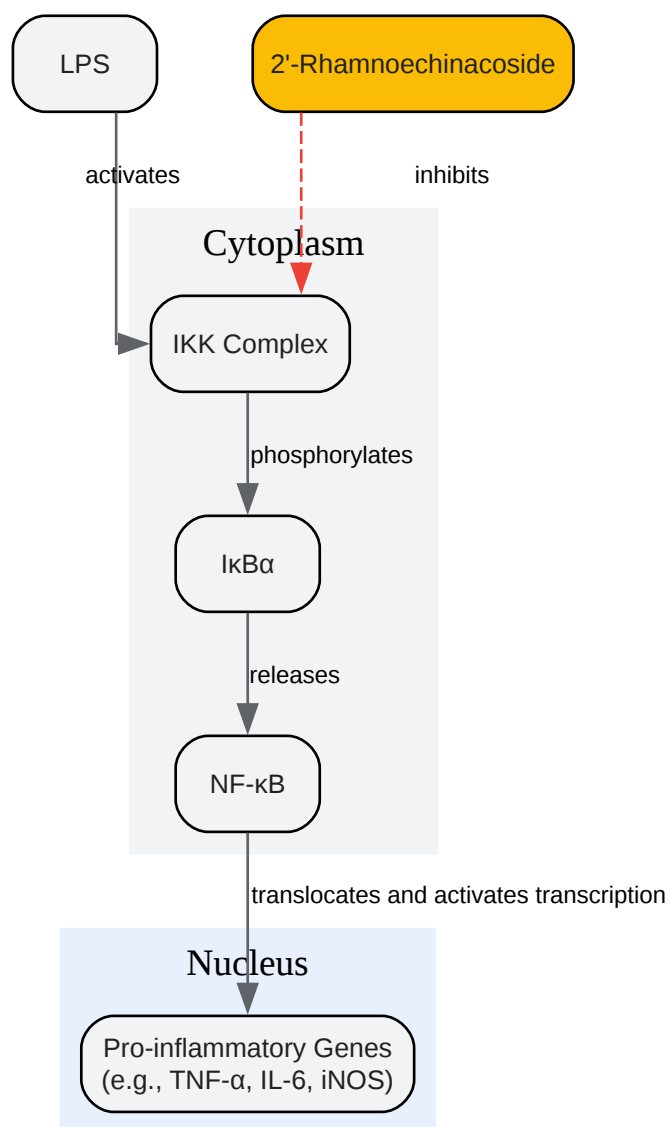 LPS
2'-Rhamnoechinacoside
activates
inhibits
Cytoplasm
IKK Complex
phosphorylates
IκBα
releases
NF-κB
translocates and activates transcription
Nucleus
Pro-inflammatory Genes
(e.g., TNF-α, IL-6, iNOS)